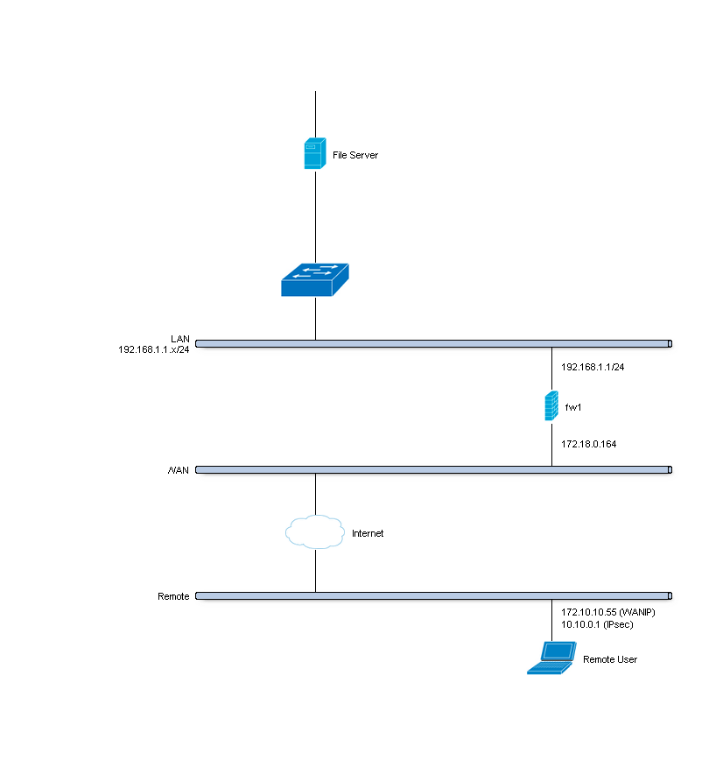 File Server
LAN
192.168.1.1.x/24
192.168.1.1/24
fw1
172.18.0.164
WAN
Internet
Remote
172.10.10.55 (WANIP)
10.10.0.1 (IPsec)
Remote User